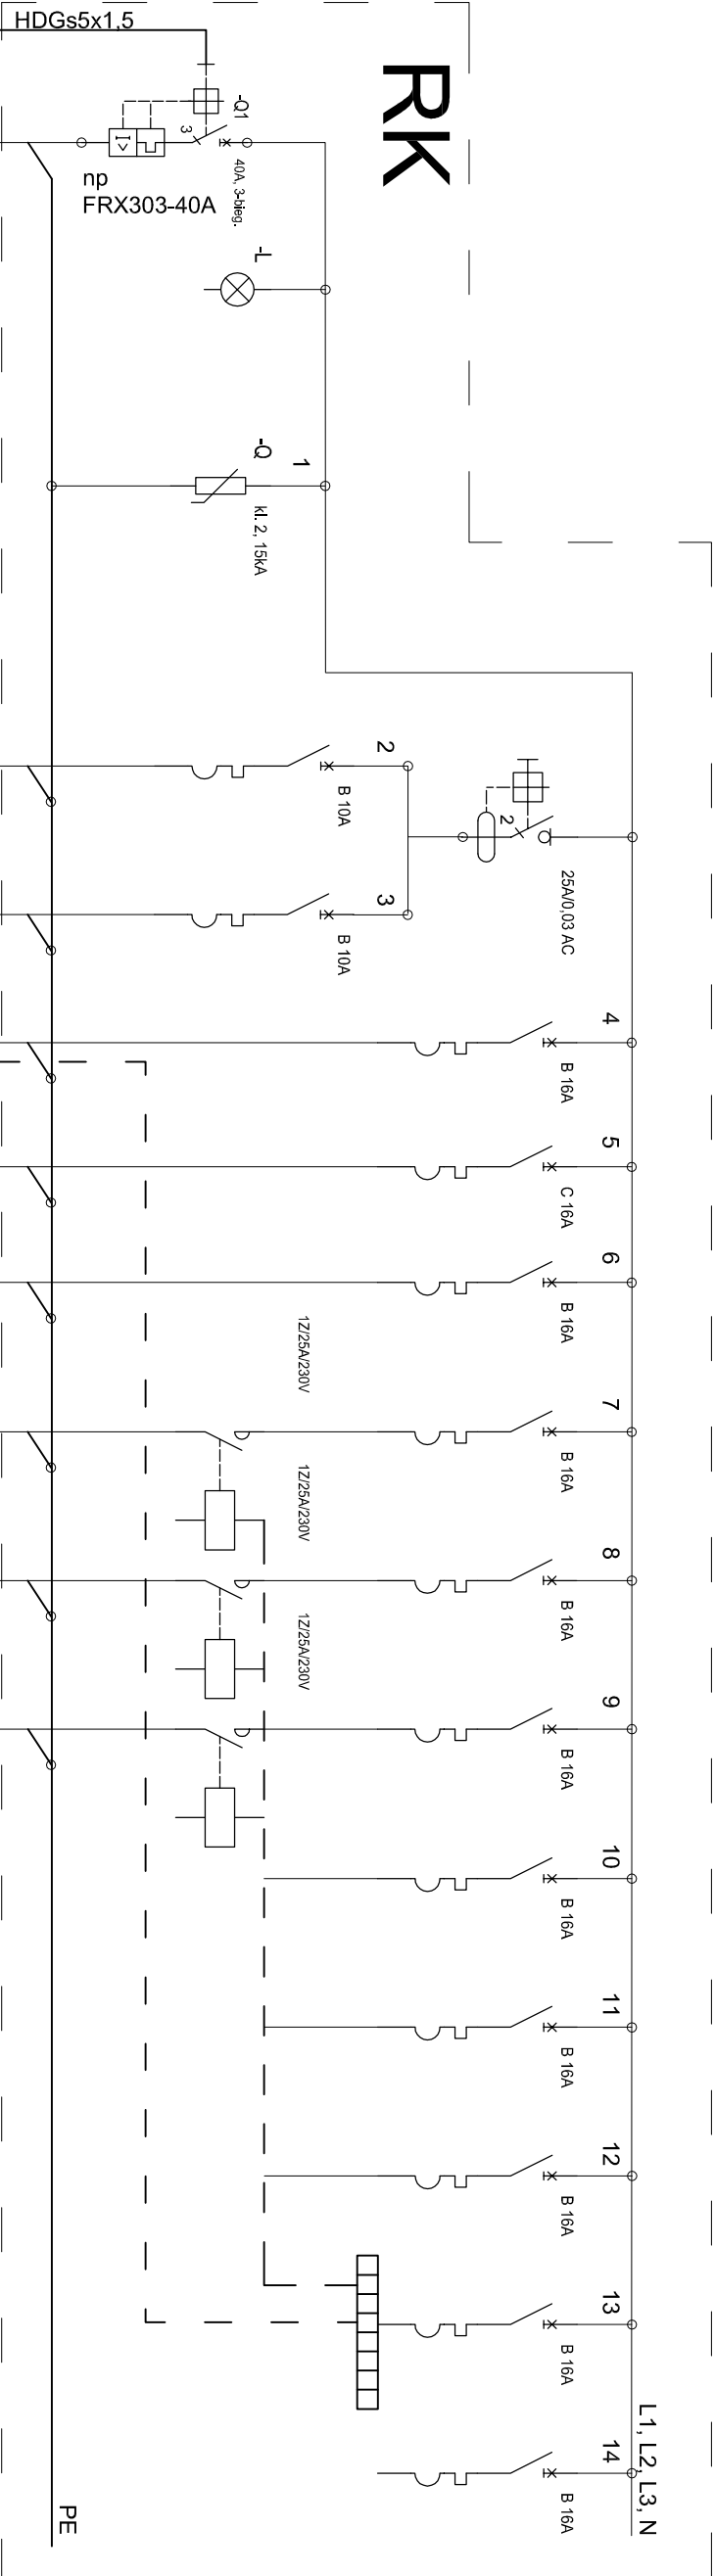 HDGs5x1,5
RK
-Q1
3
40A, 3-bieg.
np
FRX303-40A
-L
1
-Q
kl. 2, 15kA
2
B 10A
2
25A/0,03 AC
3
B 10A
4
B 16A
5
C 16A
6
B 16A
1Z/25A/230V
7
B 16A
1Z/25A/230V
8
B 16A
1Z/25A/230V
9
B 16A
10
B 16A
11
B 16A
12
B 16A
13
B 16A
14
B 16A
L1, L2, L3, N
PE
I>